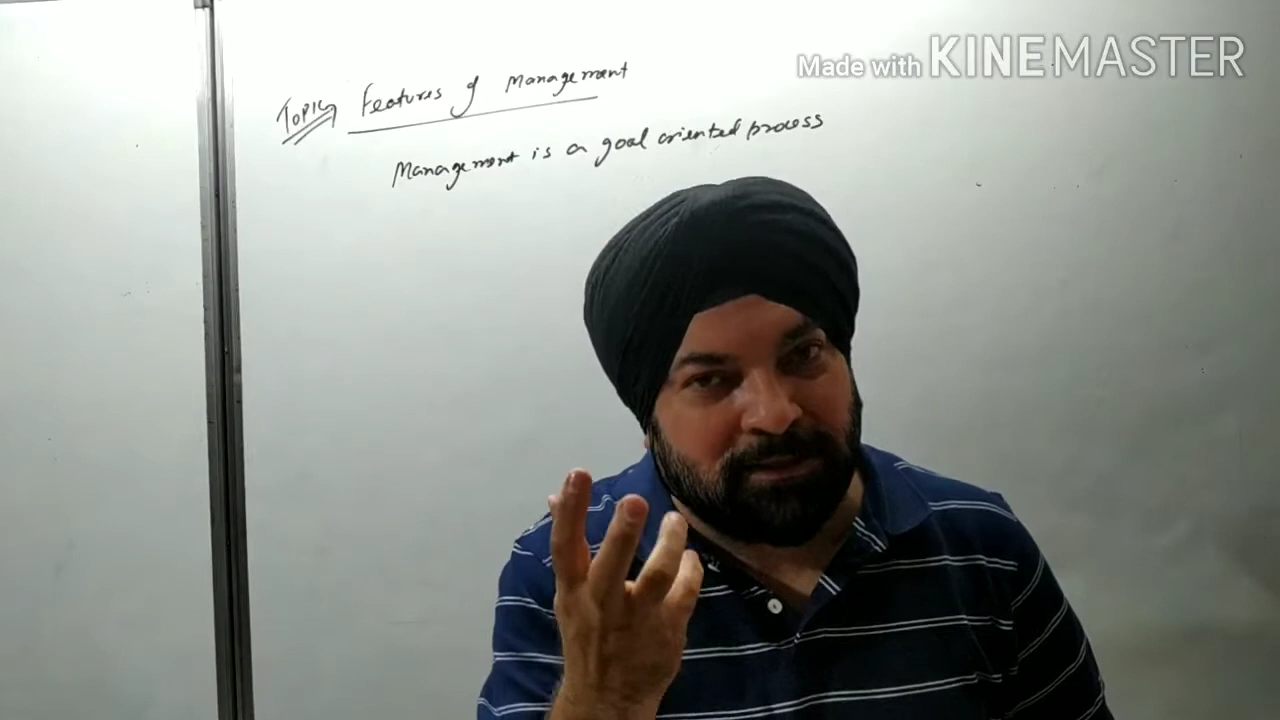 Made with KINEMASTER
TOPIC Features of Management
Management is a goal oriented process